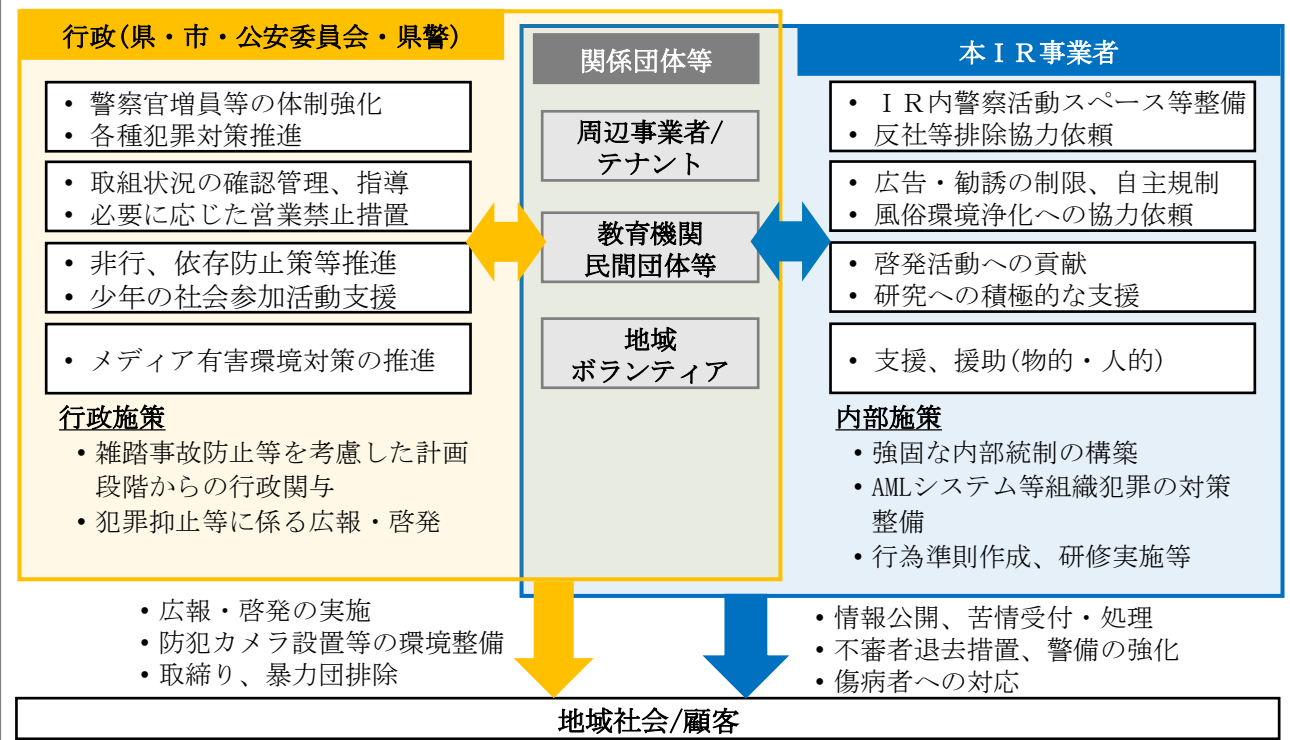 行政(県・市・公安委員会・県警)
• 警察官増員等の体制強化
• 各種犯罪対策推進
• 取組状況の確認管理、指導
• 必要に応じた営業禁止措置
• 非行、依存防止策等推進
• 少年の社会参加活動支援
• メディア有害環境対策の推進
行政施策
• 雑踏事故防止等を考慮した計画
段階からの行政関与
• 犯罪抑止等に係る広報・啓発
関係団体等
周辺事業者/
テナント
教育機関
民間団体等
地域
ボランティア
本ＩＲ事業者
• ＩＲ内警察活動スペース等整備
• 反社等排除協力依頼
• 広告・勧誘の制限、自主規制
• 風俗環境浄化への協力依頼
• 啓発活動への貢献
• 研究への積極的な支援
• 支援、援助(物的・人的)
内部施策
• 強固な内部統制の構築
• AMLシステム等組織犯罪の対策
整備
• 行為準則作成、研修実施等
• 広報・啓発の実施
• 防犯カメラ設置等の環境整備
• 取締り、暴力団排除
• 情報公開、苦情受付・処理
• 不審者退去措置、警備の強化
• 傷病者への対応
地域社会/顧客